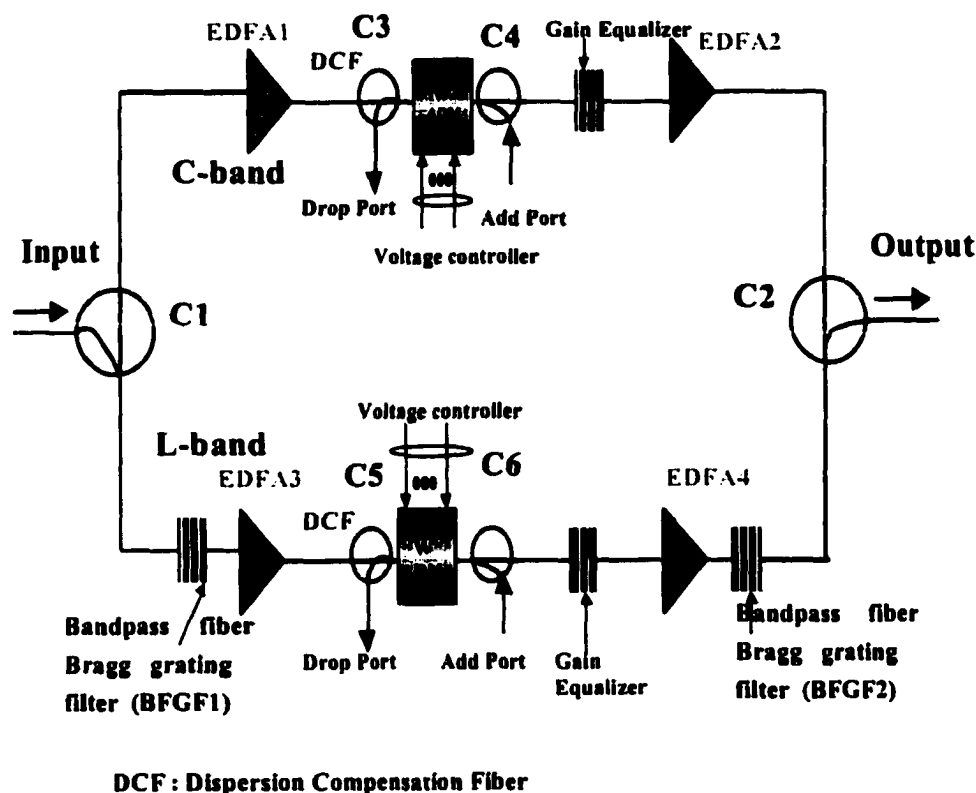 C3
C4
Gain Equalizer
EDFA1
EDFA2
DCF
C-band
Drop Port
Add Port
Voltage controller
Input
Output
C1
C2
Voltage controller
L-band
C5
C6
EDFA3
EDFA4
DCF
Drop Port
Add Port
Gain
Equalizer
Bandpass fiber
Bragg grating
filter (BFGF1)
Bandpass fiber
Bragg grating
filter (BFGF2)
DCF : Dispersion Compensation Fiber